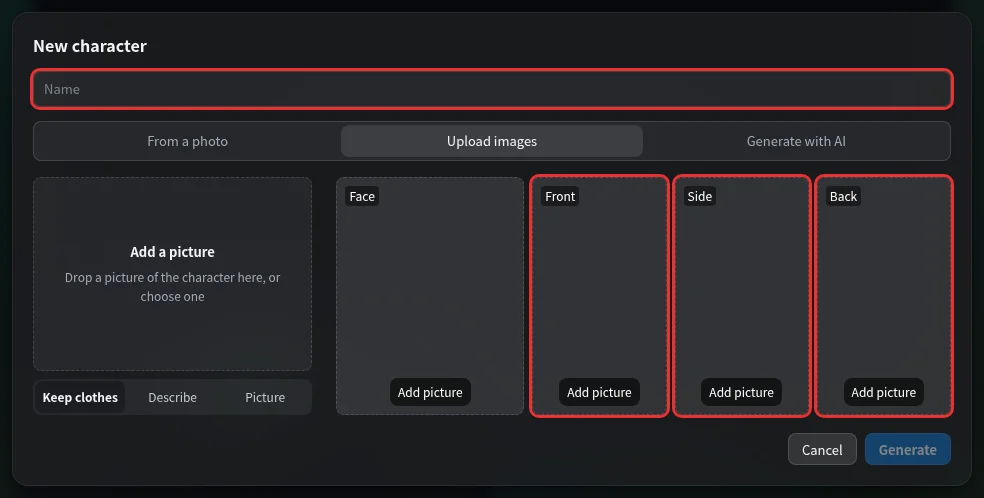 New character
Name
From a photo
Upload images
Generate with AI
Add a picture
Drop a picture of the character here, or
choose one
Keep clothes
Describe
Picture
Face
Add picture
Front
Add picture
Side
Add picture
Back
Add picture
Cancel
Generate